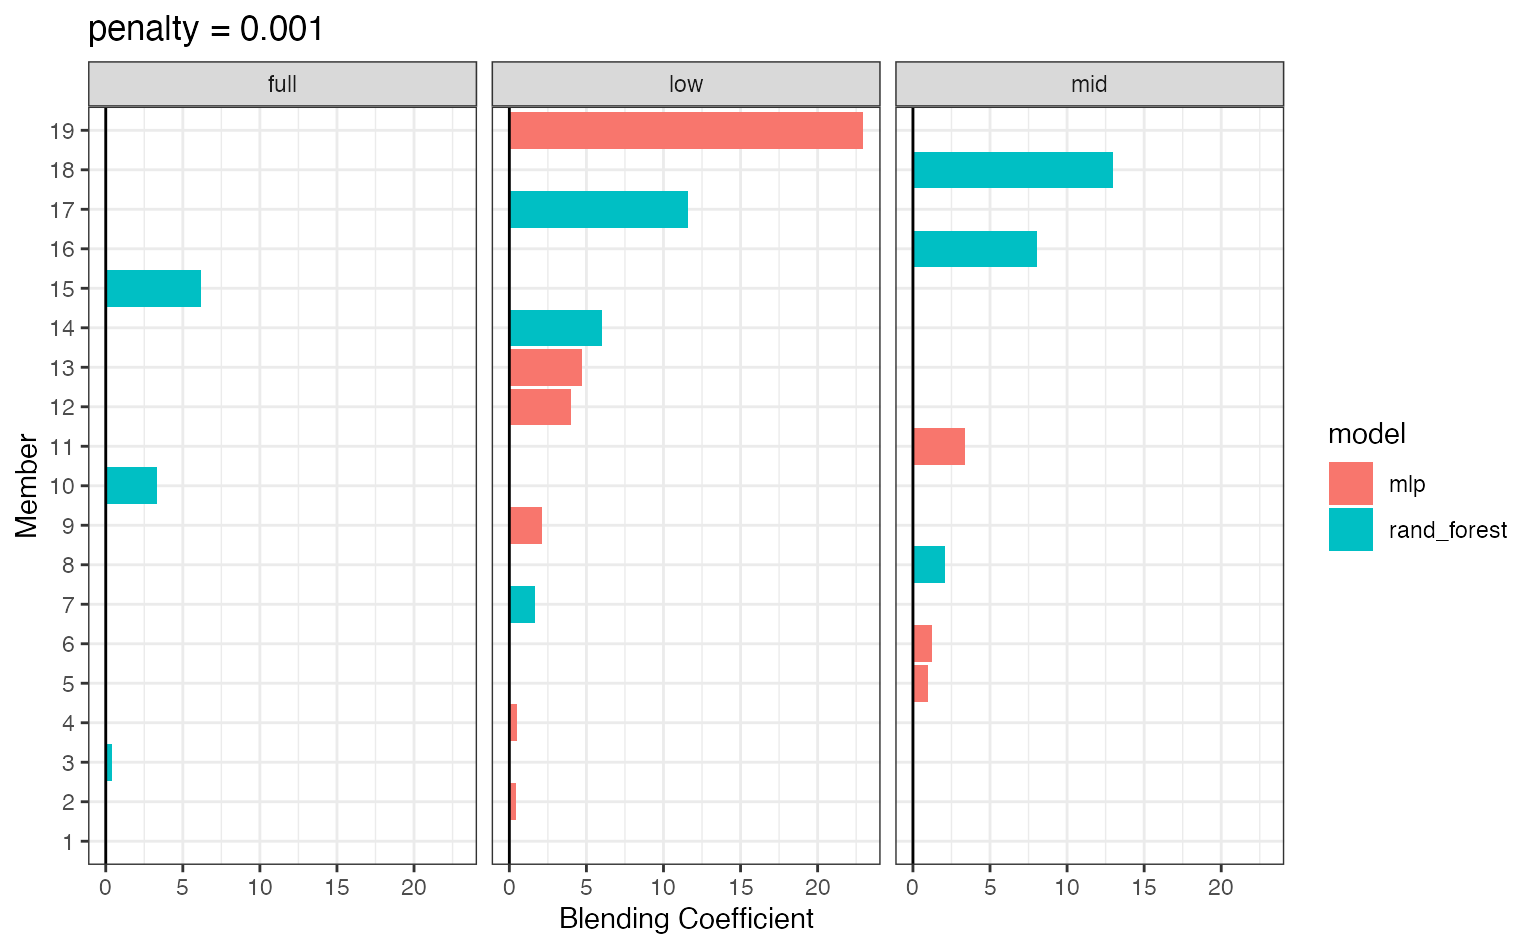 penalty = 0.001
full low mid
19
18
17
16
15
14
13
12
11
10
9
8
7
6
5
4
3
2
1
Member
0 5 10 15 20 0 5 10 15 20 0 5 10 15 20
Blending Coefficient
model
mlp
rand_forest